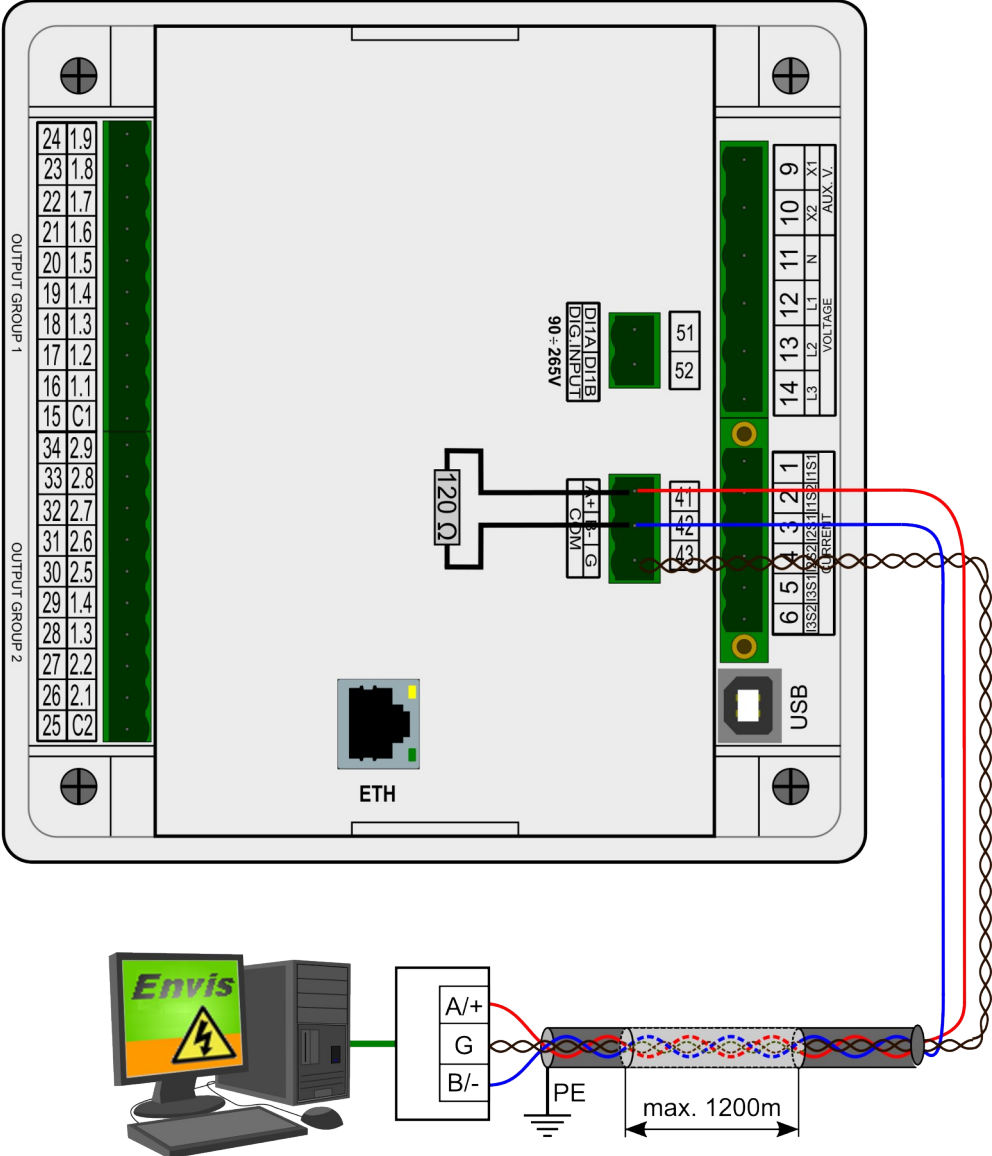 24 1.9
23 1.8
22 1.7
21 1.6
20 1.5
19 1.4
18 1.3
17 1.2
16 1.1
15 C1
34 2.9
33 2.8
32 2.7
31 2.6
30 2.5
29 1.4
28 1.3
27 2.2
26 2.1
25 C2
OUTPUT GROUP 1
OUTPUT GROUP 2
90 ÷ 265V
DIG.INPUT
DI1A DI1B
51
52
120 Ω
A+ B- G
COM
41
42
43
9 X1
10 X2
AUX. V.
11 N
12 L1
13 L2
14 L3
VOLTAGE
1 I1S1
2 I1S2
3 I2S1
4 I2S2
5 I3S1
6 I3S2
CURRENT
USB
ETH
Envis
A/+
G
B/-
PE
max. 1200m